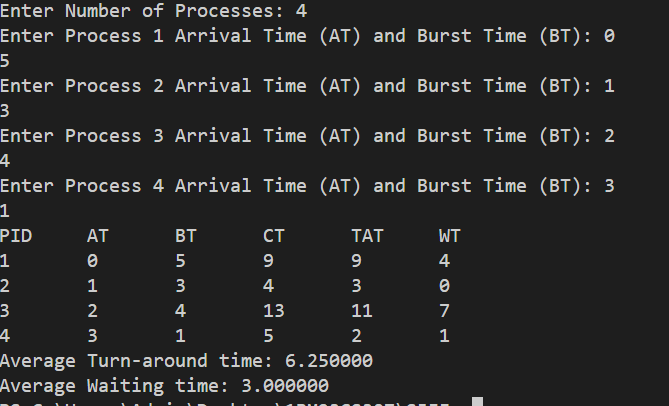 Enter Number of Processes: 4
Enter Process 1 Arrival Time (AT) and Burst Time (BT): 0
5
Enter Process 2 Arrival Time (AT) and Burst Time (BT): 1
3
Enter Process 3 Arrival Time (AT) and Burst Time (BT): 2
4
Enter Process 4 Arrival Time (AT) and Burst Time (BT): 3
1
PID AT BT CT TAT WT
1 0 5 9 9 4
2 1 3 4 3 0
3 2 4 13 11 7
4 3 1 5 2 1
Average Turn-around time: 6.250000
Average Waiting time: 3.000000